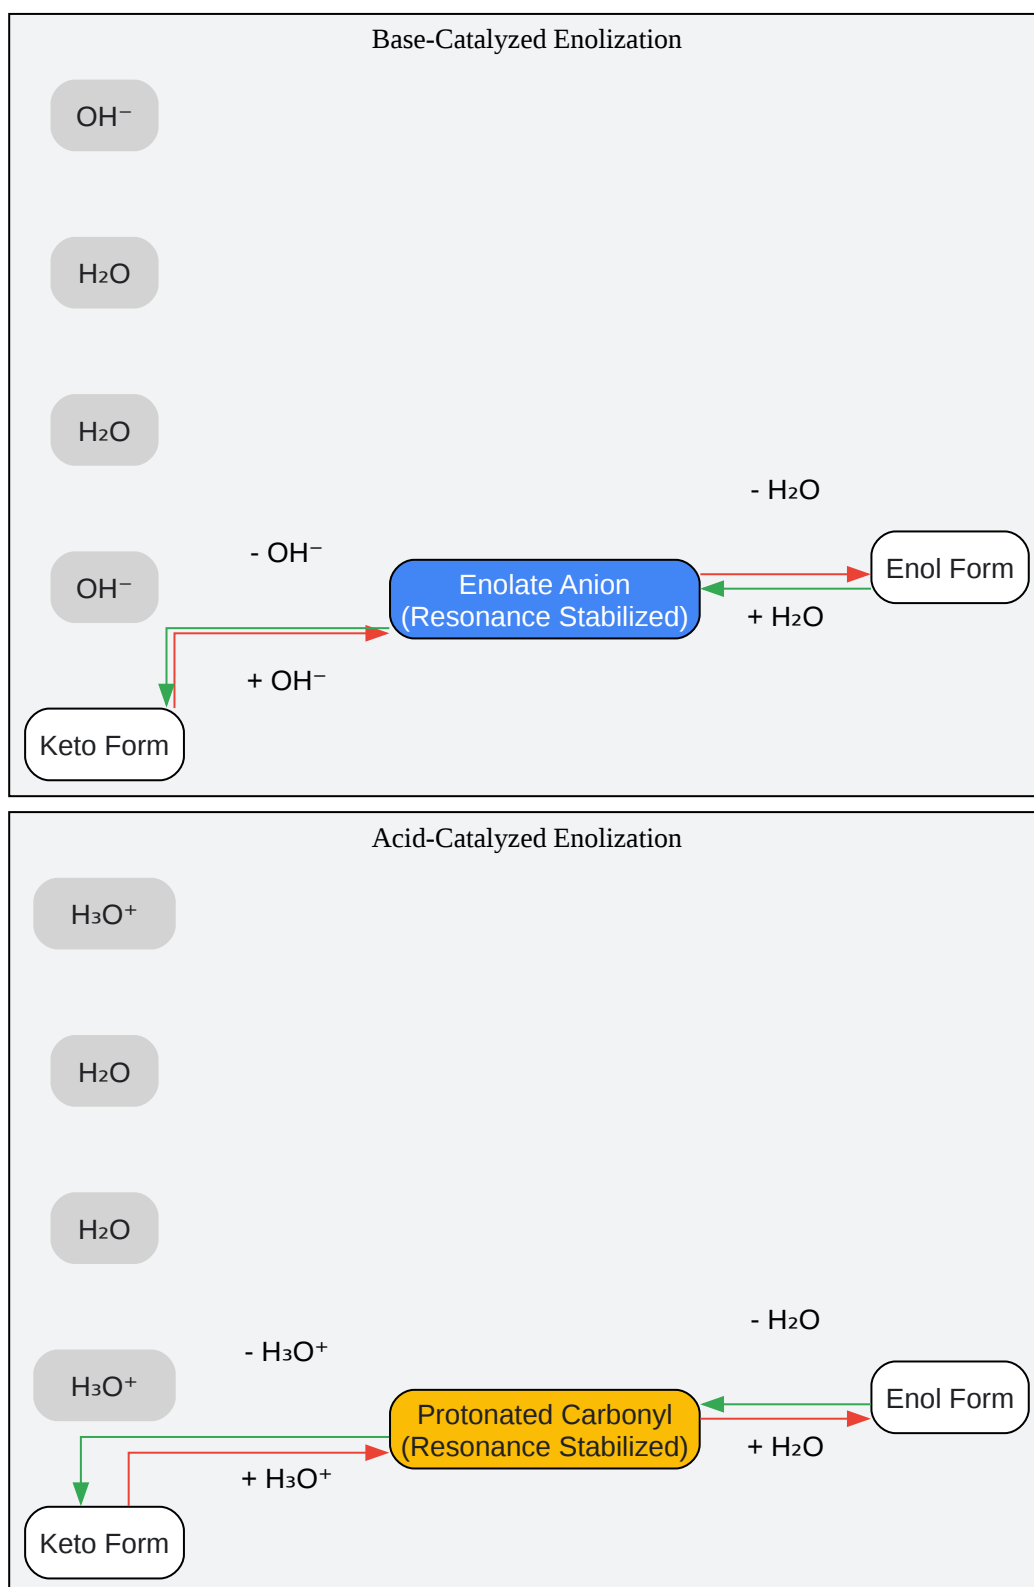 Base-Catalyzed Enolization
OH⁻
H₂O
H₂O
- H₂O
- OH⁻
OH⁻
Enolate Anion
(Resonance Stabilized)
Enol Form
+ H₂O
+ OH⁻
Keto Form
Acid-Catalyzed Enolization
H₃O⁺
H₂O
H₂O
- H₂O
- H₃O⁺
H₃O⁺
Protonated Carbonyl
(Resonance Stabilized)
Enol Form
+ H₂O
+ H₃O⁺
Keto Form